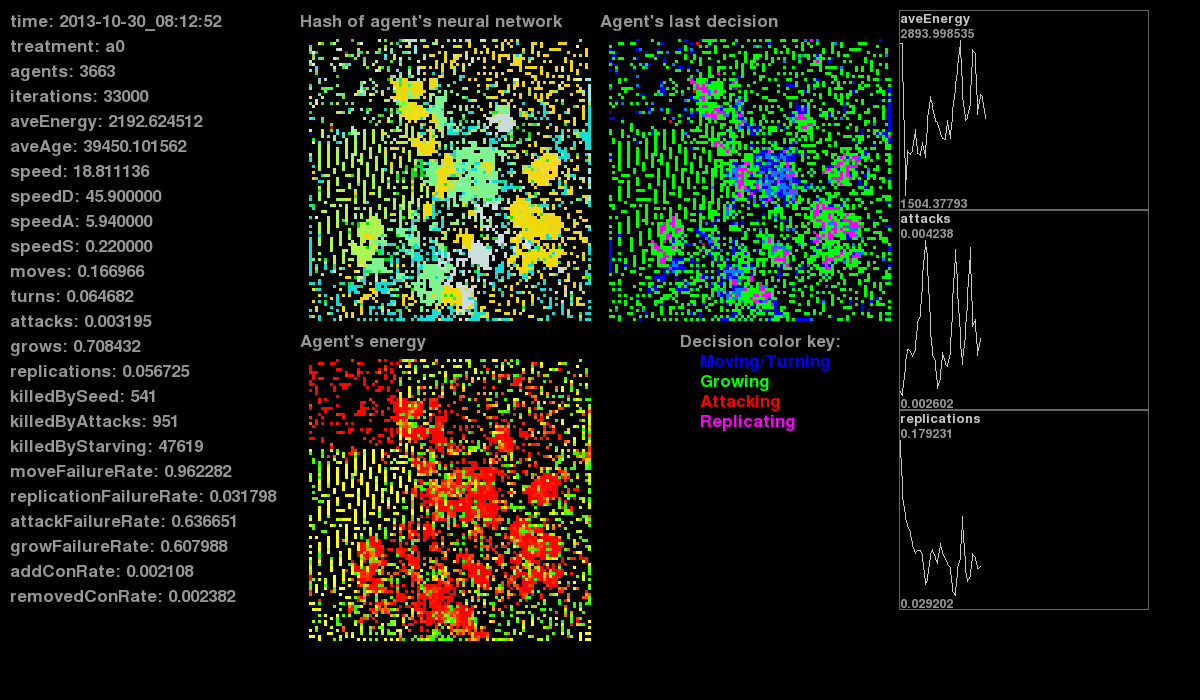 time: 2013-10-30_08:12:52
treatment: a0
agents: 3663
iterations: 33000
aveEnergy: 2192.624512
aveAge: 39450.101562
speed: 18.811136
speedD: 45.900000
speedA: 5.940000
speedS: 0.220000
moves: 0.166966
turns: 0.064682
attacks: 0.003195
grows: 0.708432
replications: 0.056725
killedBySeed: 541
killedByAttacks: 951
killedByStarving: 47619
moveFailureRate: 0.962282
replicationFailureRate: 0.031798
attackFailureRate: 0.636651
growFailureRate: 0.607988
addConRate: 0.002108
removedConRate: 0.002382
Hash of agent's neural network
Agent's last decision
Agent's energy
Decision color key:
Moving/Turning
Growing
Attacking
Replicating
aveEnergy
2893.998535
1504.37793
attacks
0.004238
0.002602
replications
0.179231
0.029202